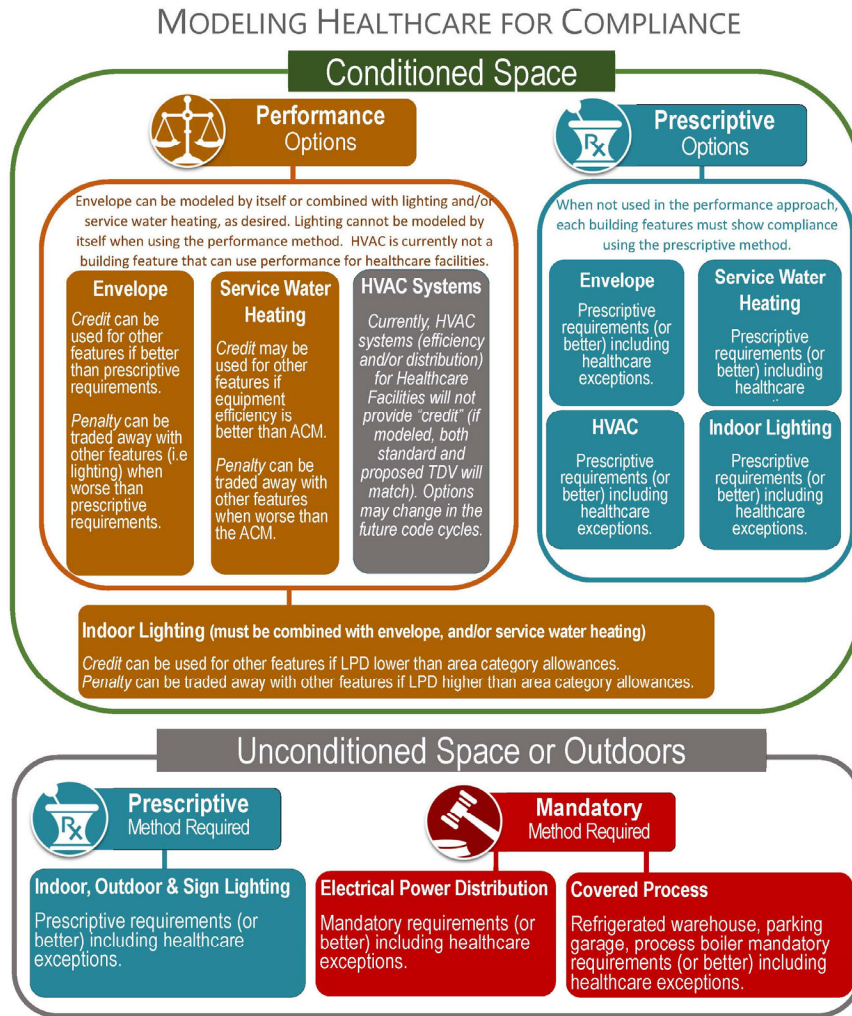 MODELING HEALTHCARE FOR COMPLIANCE
Conditioned Space
Performance
Options
Envelope can be modeled by itself or combined with lighting and/or
service water heating, as desired. Lighting cannot be modeled by
itself when using the performance method. HVAC is currently not a
building feature that can use performance for healthcare facilities.
Envelope
Credit can be
used for other
features if better
than prescriptive
requirements.
Penalty can be
traded away with
other features (i.e
lighting) when
worse than
prescriptive
requirements.
Service Water
Heating
Credit may be
used for other
features if
equipment
efficiency is
better than ACM.
Penalty can be
traded away with
other features
when worse than
the ACM.
HVAC Systems
Currently, HVAC
systems (efficiency
and/or distribution)
for Healthcare
Facilities will not
provide “credit” (if
modeled, both
standard and
proposed TDV will
match). Options
may change in the
future code cycles.
Indoor Lighting (must be combined with envelope, and/or service water heating)
Credit can be used for other features if LPD lower than area category allowances.
Penalty can be traded away with other features if LPD higher than area category allowances.
Rx
Prescriptive
Options
When not used in the performance approach,
each building features must show compliance
using the prescriptive method.
Envelope
Prescriptive
requirements (or
better) including
healthcare
exceptions.
Service Water
Heating
Prescriptive
requirements (or
better) including
healthcare
HVAC
Prescriptive
requirements (or
better) including
healthcare
exceptions.
Indoor Lighting
Prescriptive
requirements (or
better) including
healthcare
exceptions.
Unconditioned Space or Outdoors
Rx
Prescriptive
Method Required
Indoor, Outdoor & Sign Lighting
Prescriptive requirements (or
better) including healthcare
exceptions.
Mandatory
Method Required
Electrical Power Distribution
Mandatory requirements (or
better) including healthcare
exceptions.
Covered Process
Refrigerated warehouse, parking
garage, process boiler mandatory
requirements (or better) including
healthcare exceptions.